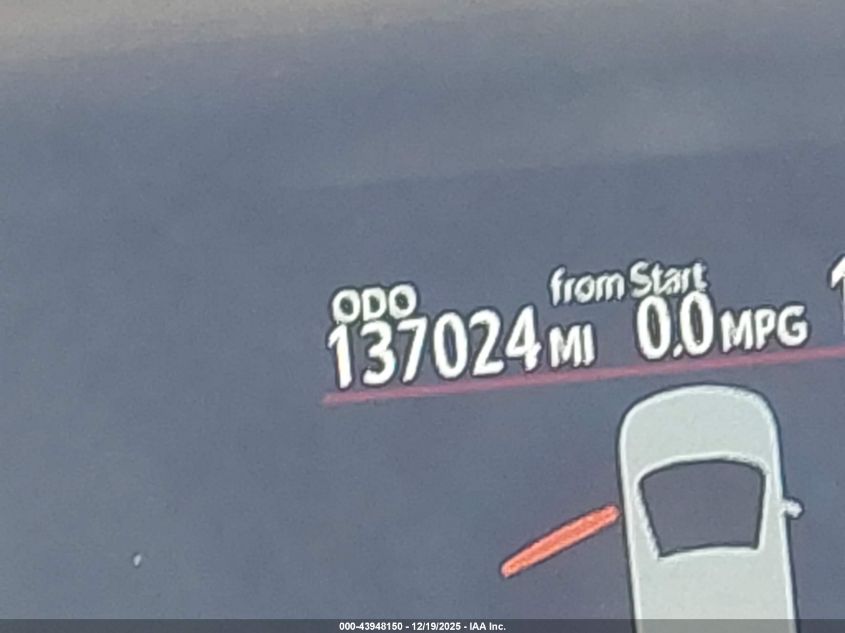 ODO from Start
137024 MI 0.0 MPG
000-43948150 - 12/19/2025 - IAA Inc.